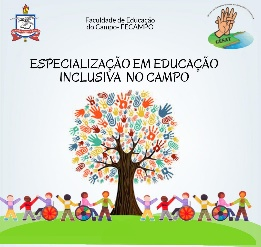 Faculdade de Educação
do Campo- FECAMPO
ESPECIALIZAÇÃO EM EDUCAÇÃO
INCLUSIVA NO CAMPO